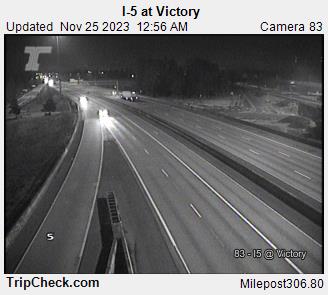 I-5 at Victory
Updated Nov 25 2023 12:56 AM Camera 83
T
S
83 - I5 @ Victory
TripCheck.com Milepost306.80